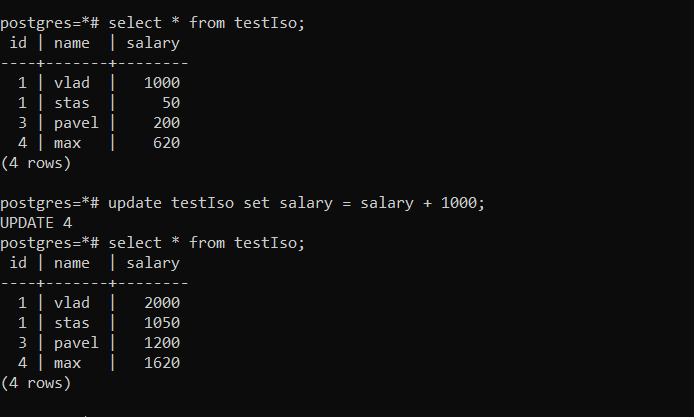 postgres=*# select * from testIso;
 id | name  | salary
----+-------+--------
  1 | vlad  |   1000
  1 | stas  |     50
  3 | pavel |    200
  4 | max   |    620
(4 rows)

postgres=*# update testIso set salary = salary + 1000;
UPDATE 4
postgres=*# select * from testIso;
 id | name  | salary
----+-------+--------
  1 | vlad  |   2000
  1 | stas  |   1050
  3 | pavel |   1200
  4 | max   |   1620
(4 rows)